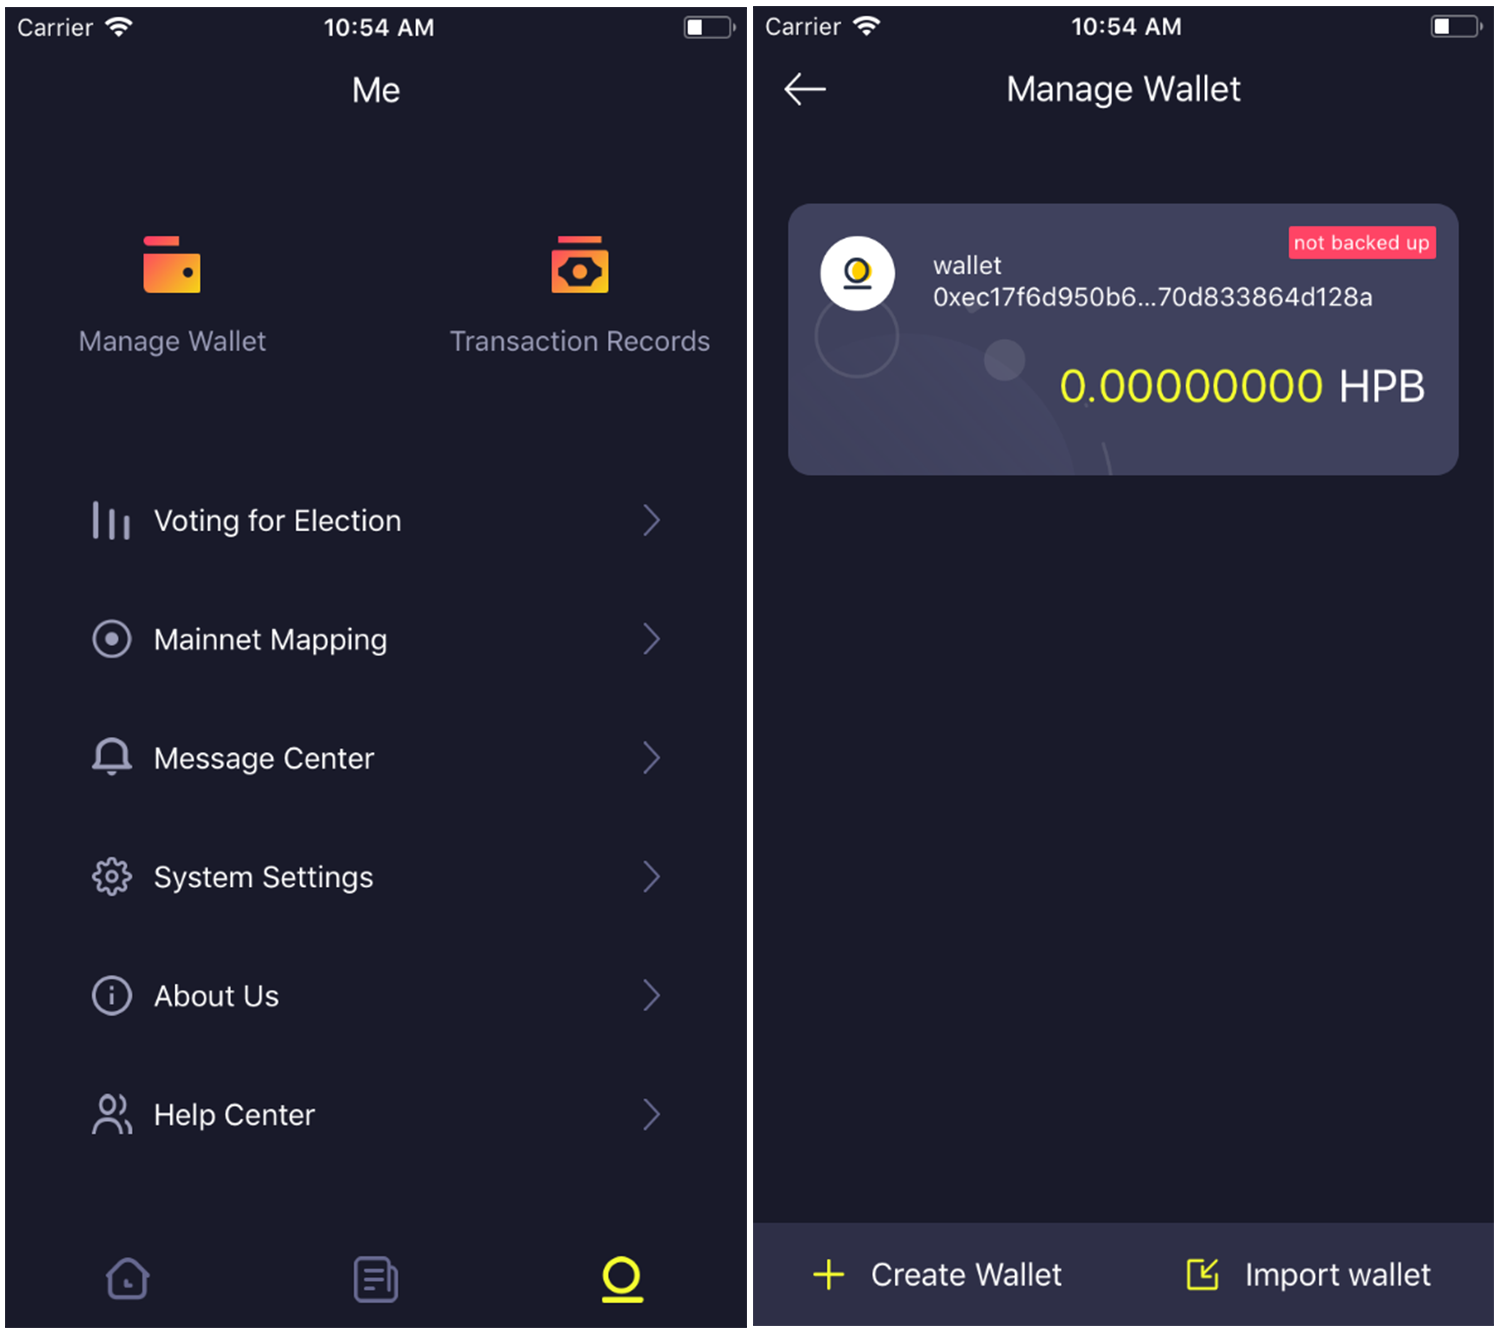 Carrier 10:54 AM
Me
Manage Wallet
Transaction Records
Voting for Election
Mainnet Mapping
Message Center
System Settings
About Us
Help Center
Carrier 10:54 AM
Manage Wallet
not backed up
wallet
0xec17f6d950b6...70d833864d128a
0.00000000 HPB
Create Wallet
Import wallet